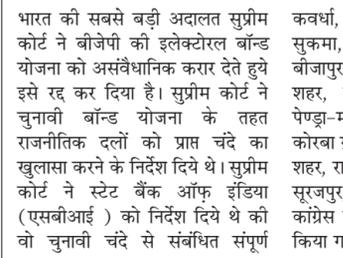 भारत की सबसे बड़ी अदालत सुप्रीम
कोर्ट ने बीजेपी की इलेक्टोरल बॉन्ड
योजना को असंवैधानिक करार देते हुये
इसे रद्द कर दिया है। सुप्रीम कोर्ट ने
चुनावी बॉन्ड योजना के तहत
राजनीतिक दलों को प्राप्त चंदे का
खुलासा करने के निर्देश दिये थे। सुप्रीम
कोर्ट ने स्टेट बैंक ऑफ़ इंडिया
(एसबीआई ) को निर्देश दिये थे की
वो चुनावी चंदे से संबंधित संपूर्ण
कवर्धा,
सुकमा,
बीजापुर
शहर,
पेण्ड्रा-म
कोरबा
शहर, रा
सूरजपुर
कांग्रेस
किया ग